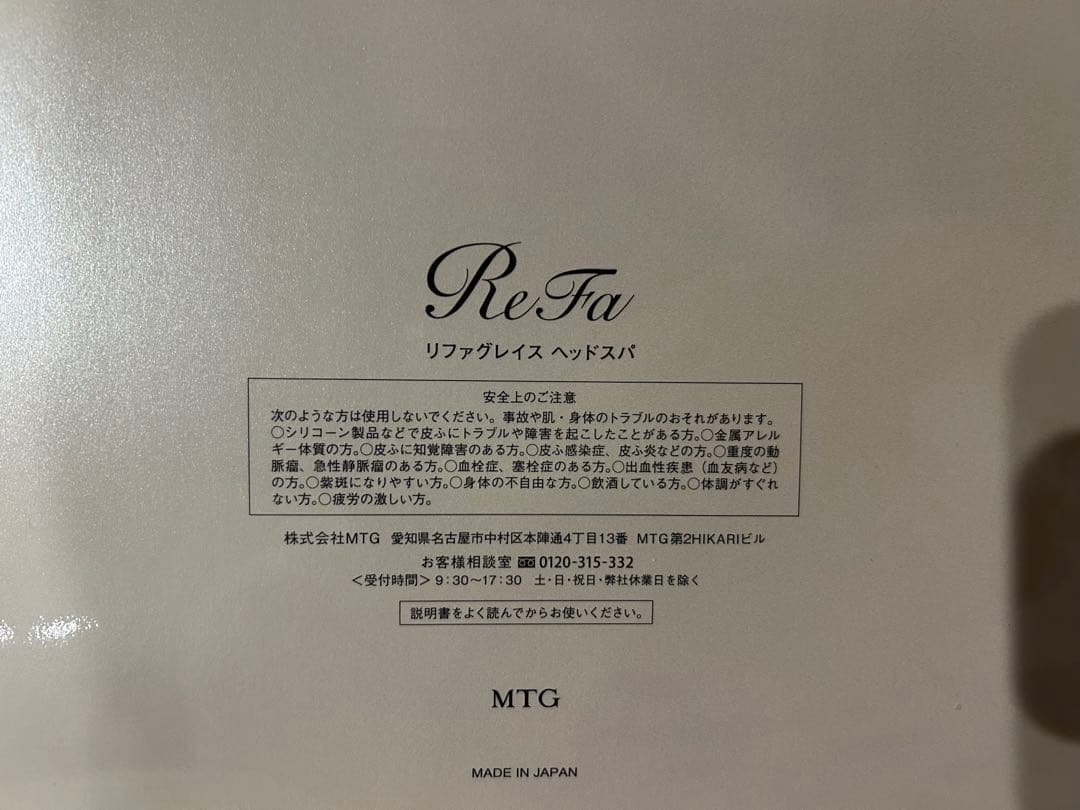 ReFa
リファグレイス ヘッドスパ
安全上のご注意
次のような方は使用しないでください。事故や肌・身体のトラブルのおそれがあります。
○シリコーン製品などで皮ふにトラブルや障害を起こしたことがある方。○金属アレル
ギー体質の方。○皮ふに知覚障害のある方。○皮ふ感染症、皮ふ炎などの方。○重度の動
脈瘤、急性静脈瘤のある方。○血栓症、塞栓症のある方。○出血性疾患（血友病など）
の方。○紫斑になりやすい方。○身体の不自由な方。○飲酒している方。○体調がすぐれ
ない方。○疲労の激しい方。
株式会社MTG 愛知県名古屋市中村区本陣通4丁目13番 MTG第2HIKARIビル
お客様相談室 0120-315-332
＜受付時間＞9:30〜17:30 土・日・祝日・弊社休業日を除く
説明書をよく読んでからお使いください。
MTG
MADE IN JAPAN